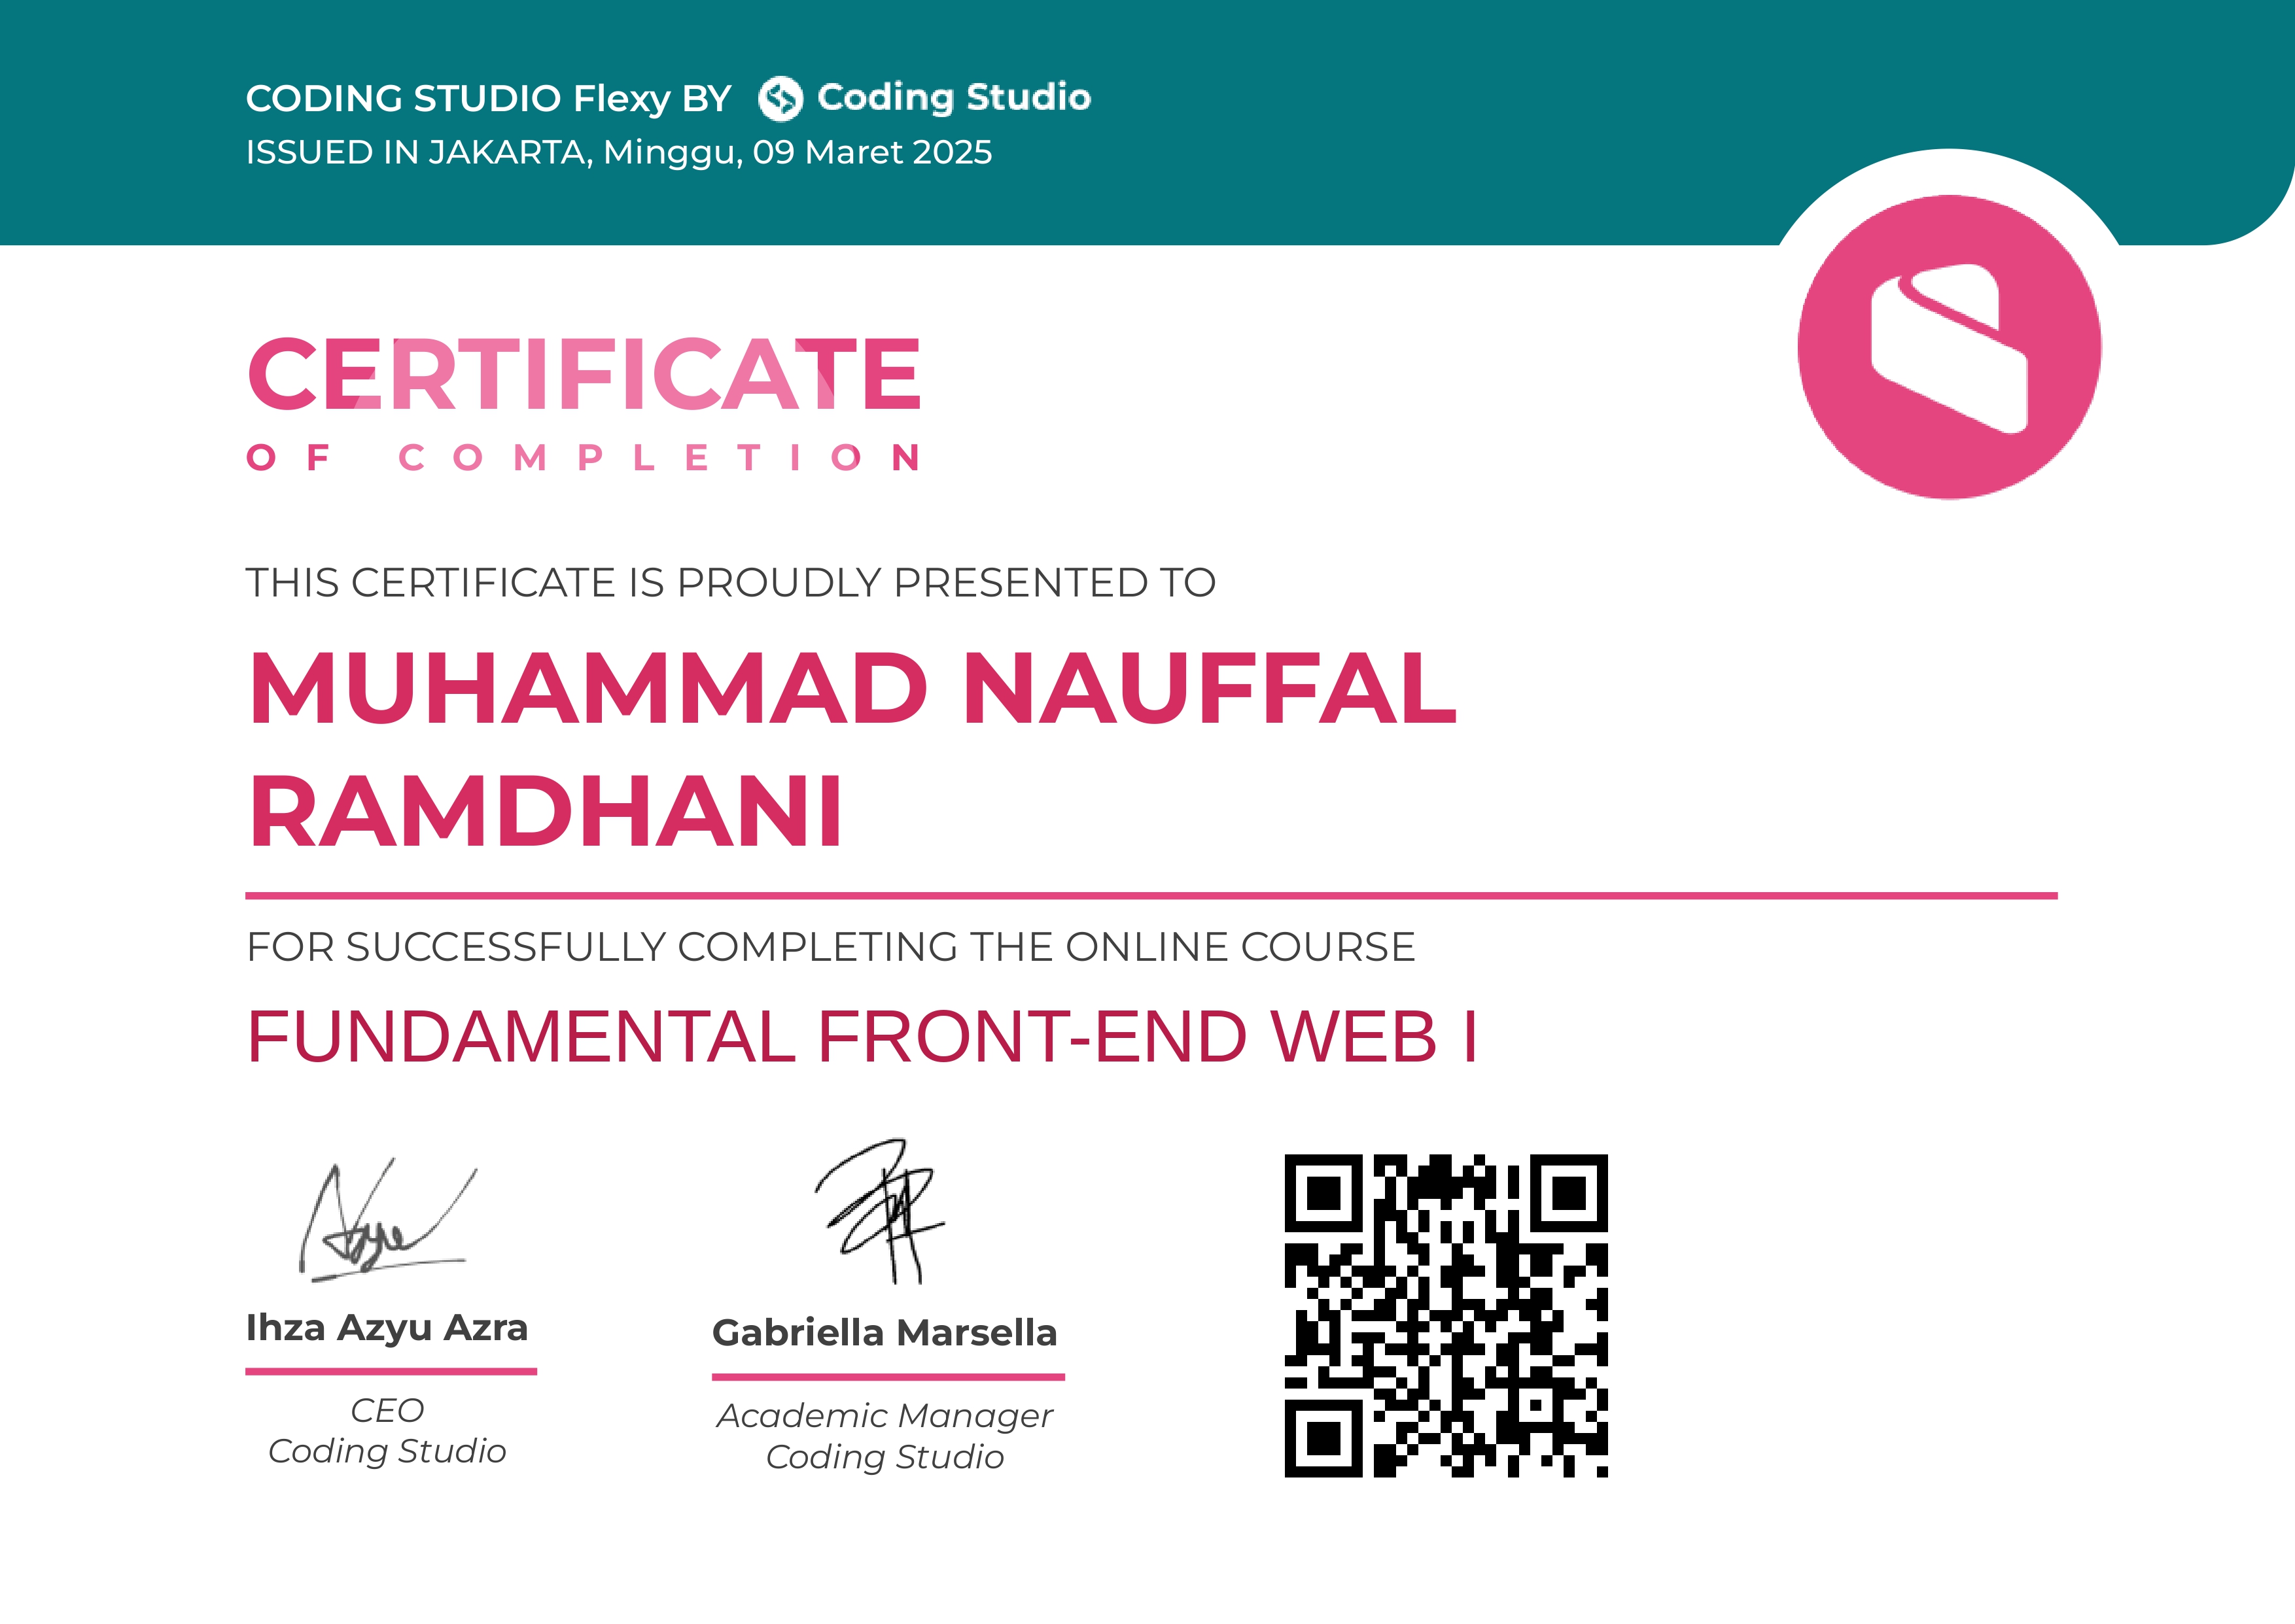 CODING STUDIO Flexy BY Coding Studio
ISSUED IN JAKARTA, Minggu, 09 Maret 2025
CERTIFICATE
OF COMPLETION
THIS CERTIFICATE IS PROUDLY PRESENTED TO
MUHAMMAD NAUFFAL
RAMDHANI
FOR SUCCESSFULLY COMPLETING THE ONLINE COURSE
FUNDAMENTAL FRONT-END WEB I
Ihza Azyu Azra
CEO
Coding Studio
Gabriella Marsella
Academic Manager
Coding Studio